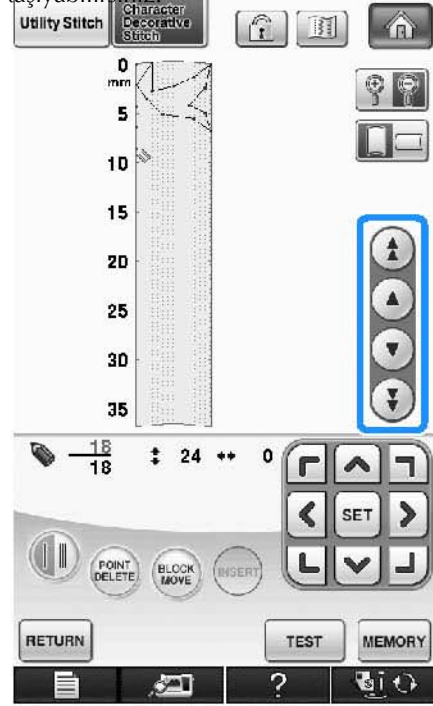 taşıyabilirsiniz.
Utility Stitch
Character
Decorative
Stitch
0
mm
5
10
15
20
25
30
35
18
18
24
0
SET
POINT
DELETE
BLOCK
MOVE
INSERT
RETURN
TEST
MEMORY
?